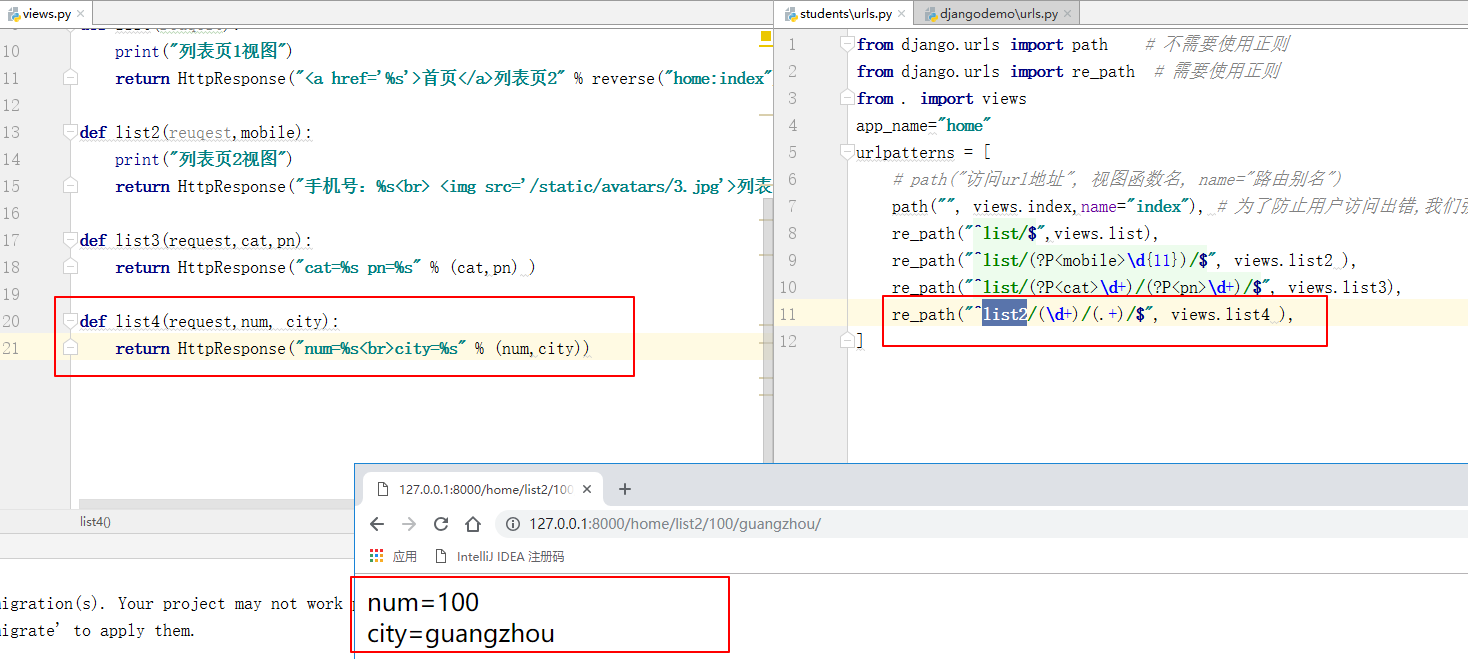 views.py
10 print("列表页1视图")
11 return HttpResponse("<a href='%s'>首页</a>列表页2" % reverse("home:index"
12
13 def list2(reuqest,mobile):
14 print("列表页2视图")
15 return HttpResponse("手机号：%s<br> <img src='/static/avatars/3.jpg'>列表
16
17 def list3(request,cat,pn):
18 return HttpResponse("cat=%s pn=%s" % (cat,pn) )
19
20 def list4(request,num, city):
21 return HttpResponse("num=%s<br>city=%s" % (num,city))
list4()
students\urls.py djangodemo\urls.py
1 from django.urls import path # 不需要使用正则
2 from django.urls import re_path # 需要使用正则
3 from . import views
4 app_name="home"
5 urlpatterns = [
6 # path("访问url地址", 视图函数名, name="路由别名")
7 path("", views.index,name="index"), # 为了防止用户访问出错,我们
8 re_path("^list/$",views.list),
9 re_path("^list/(?P<mobile>\d{11})/$", views.list2 ),
10 re_path("^list/(?P<cat>\d+)/(?P<pn>\d+)/$", views.list3),
11 re_path("^list2/(\d+)/(.+)/$", views.list4 ),
12 ]
127.0.0.1:8000/home/list2/100
127.0.0.1:8000/home/list2/100/guangzhou/
应用 IntelliJ IDEA 注册码
igration(s). Your project may not work
igrate' to apply them.
num=100
city=guangzhou